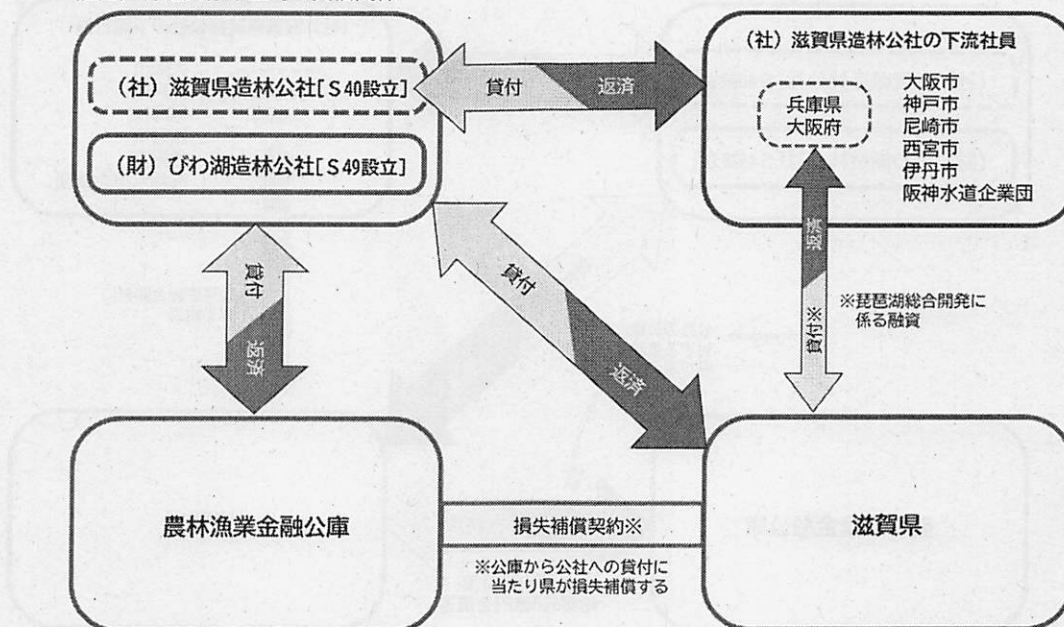 (社) 滋賀県造林公社[S40設立]
(財) びわ湖造林公社[S49設立]
貸付
返済
(社) 滋賀県造林公社の下流社員
兵庫県
大阪府
大阪市
神戸市
尼崎市
西宮市
伊丹市
阪神水道企業団
貸付
返済
貸付
返済
返済
貸付※
※琵琶湖総合開発に
係る融資
農林漁業金融公庫
損失補償契約※
※公庫から公社への貸付に
当たり県が損失補償する
滋賀県